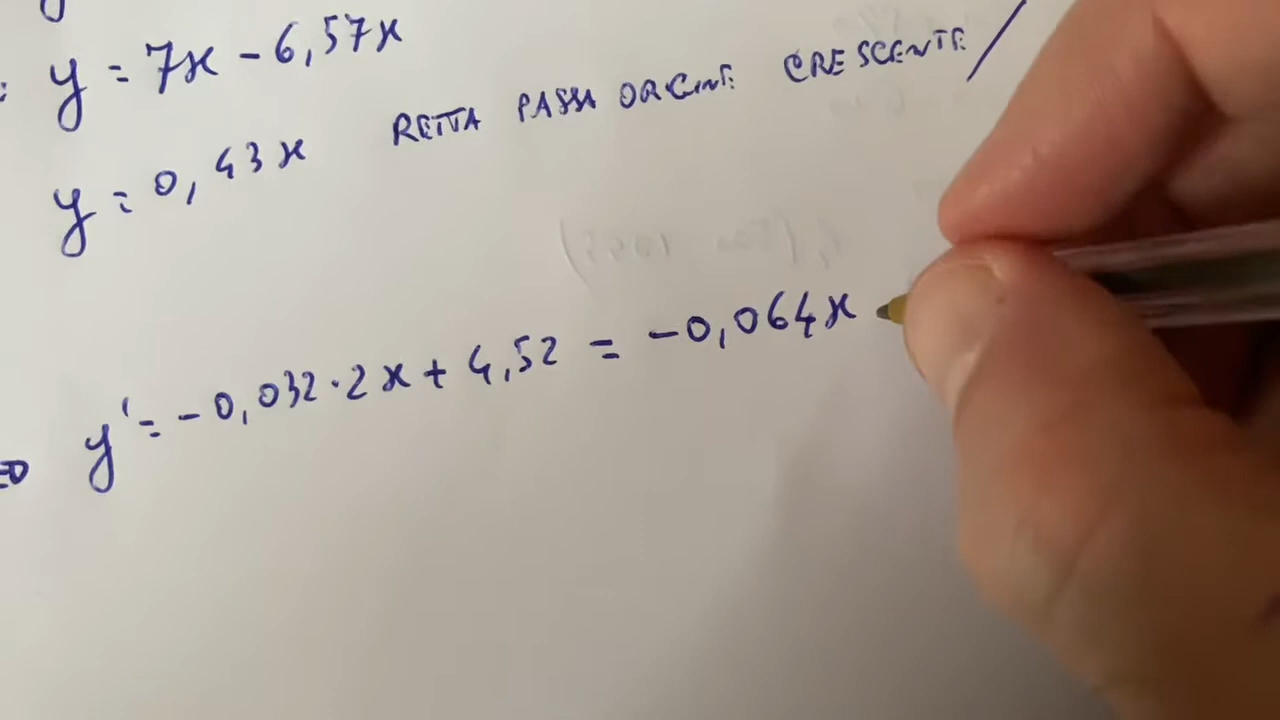 y = 7x - 6,57x
y = 0,43x RETTA PASSA ORIGINE CRESCENTE /
y' = -0,032·2x + 4,52 = -0,064x